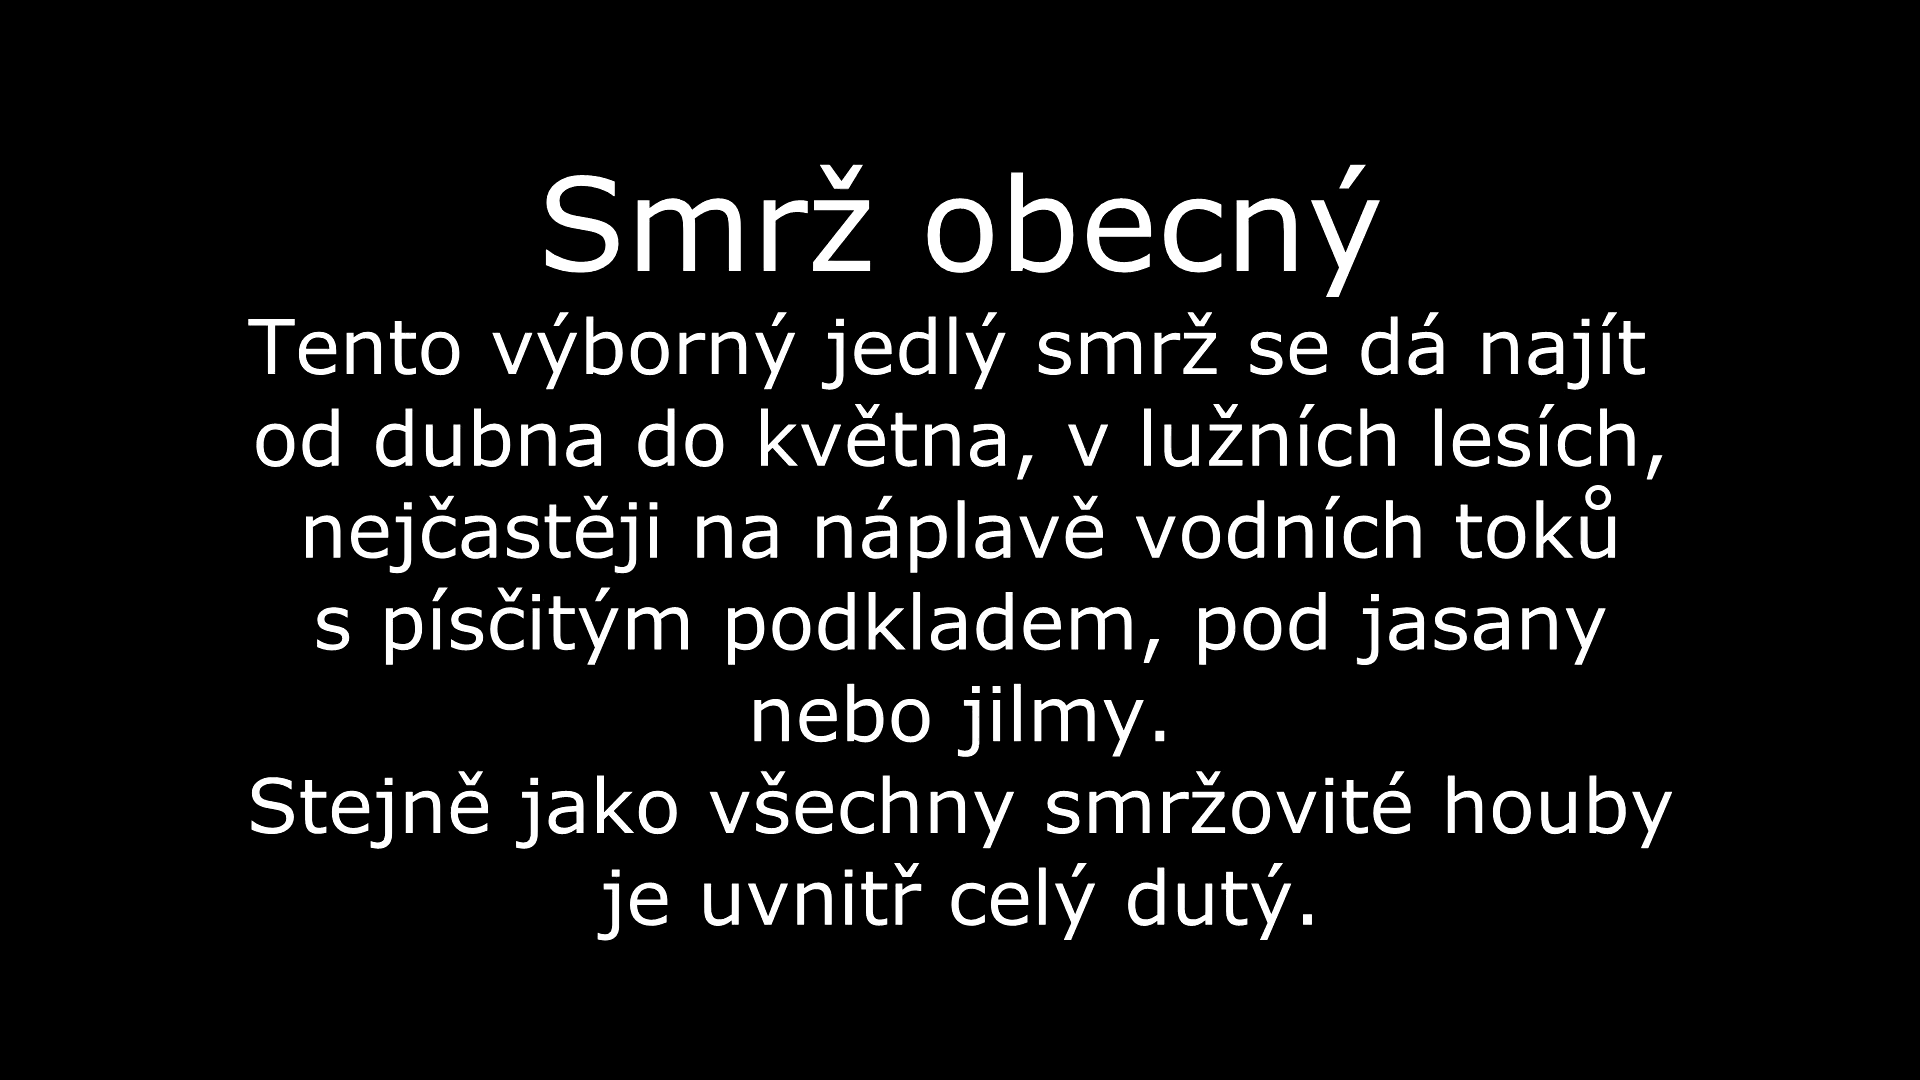 Smrž obecný
Tento výborný jedlý smrž se dá najít
od dubna do května, v lužních lesích,
nejčastěji na náplavě vodních toků
s písčitým podkladem, pod jasany
nebo jilmy.
Stejně jako všechny smržovité houby
je uvnitř celý dutý.